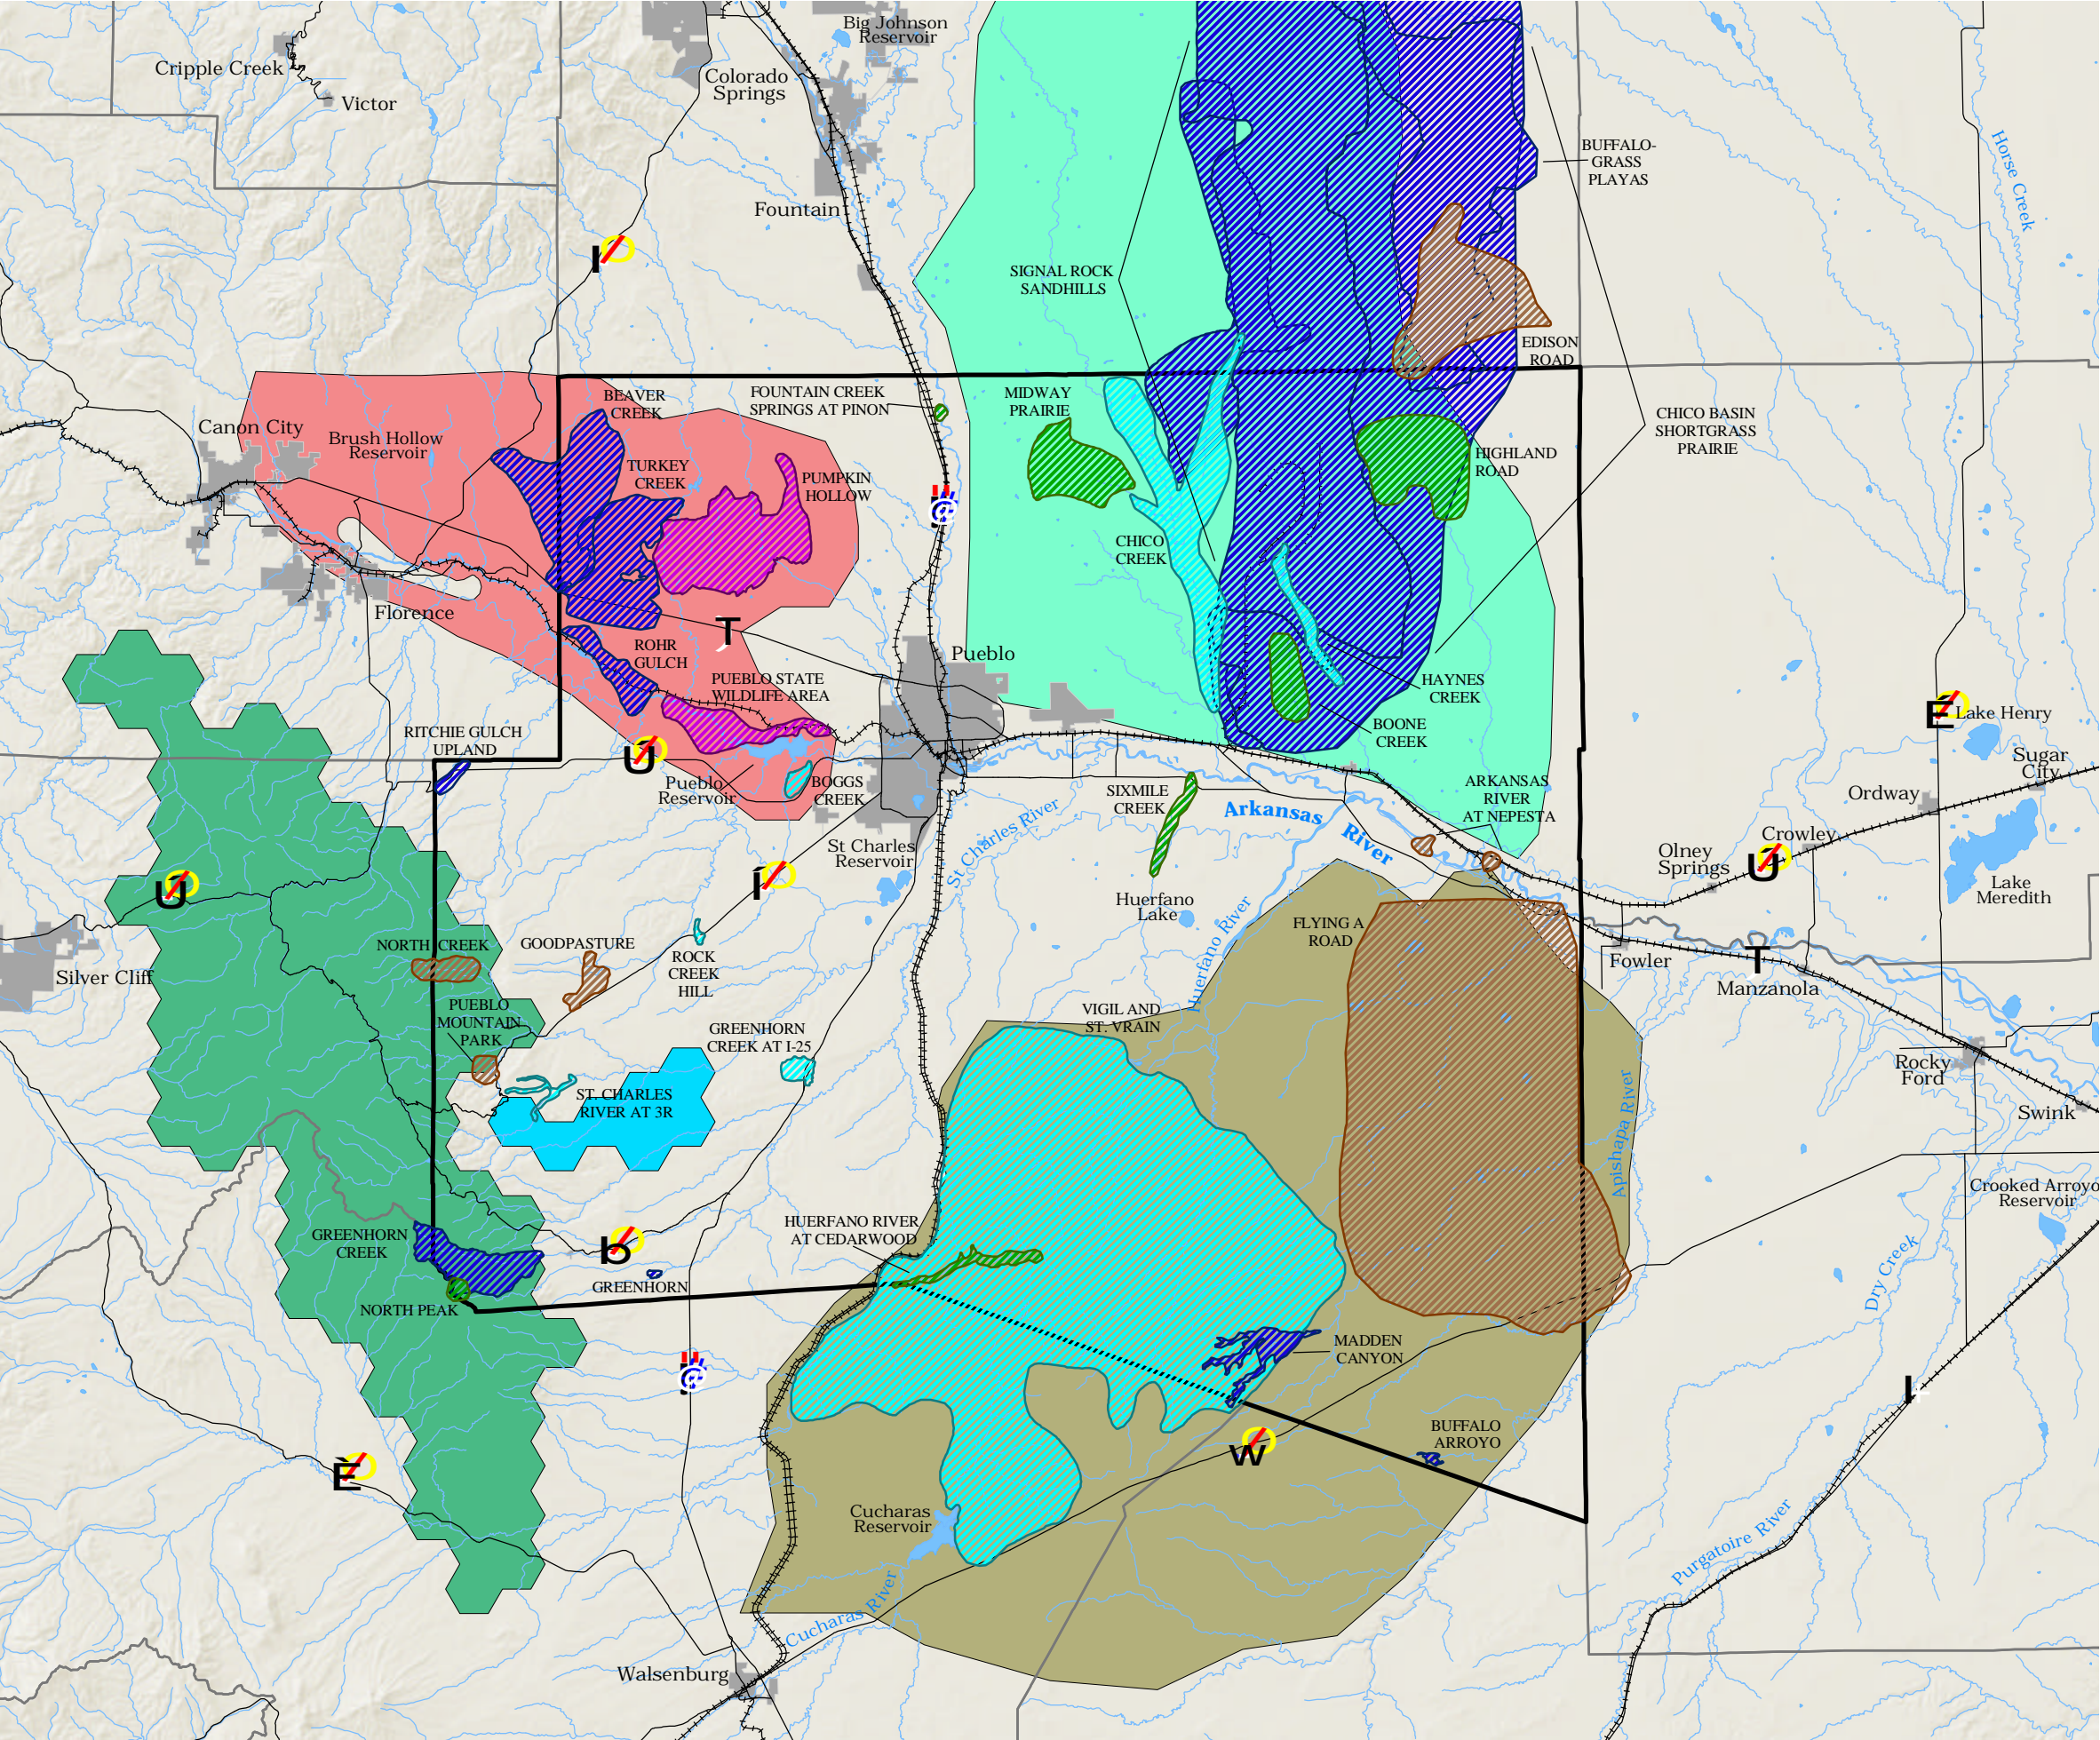 Big Johnson
Reservoir
Cripple Creek
Victor
Colorado
Springs
Horse Creek
BUFFALO-
GRASS
PLAYAS
Fountain
SIGNAL ROCK
SANDHILLS
EDISON
ROAD
BEAVER
CREEK
FOUNTAIN CREEK
SPRINGS AT PINON
MIDWAY
PRAIRIE
Canon City
Brush Hollow
Reservoir
CHICO BASIN
SHORTGRASS
PRAIRIE
TURKEY
CREEK
PUMPKIN
HOLLOW
HIGHLAND
ROAD
CHICO
CREEK
Florence
T
ROHR
GULCH
Pueblo
PUEBLO STATE
WILDLIFE AREA
HAYNES
CREEK
BOONE
CREEK
Lake Henry
RITCHIE GULCH
UPLAND
Pueblo
Reservoir
BOGGS
CREEK
SIXMILE
CREEK
ARKANSAS
RIVER
AT NEPESTA
Sugar
City
Ordway
Arkansas
River
Crowley
Olney
Springs
St Charles
Reservoir
St Charles River
Lake
Meredith
Huerfano
Lake
Huerfano River
FLYING A
ROAD
NORTH CREEK
GOODPASTURE
ROCK
CREEK
HILL
Silver Cliff
Fowler
T
Manzanola
PUEBLO
MOUNTAIN
PARK
VIGIL AND
ST. VRAIN
GREENHORN
CREEK AT I-25
Rocky
Ford
ST. CHARLES
RIVER AT 3R
Swink
Apishapa River
Crooked Arroyo
Reservoir
GREENHORN
CREEK
HUERFANO RIVER
AT CEDARWOOD
Dry Creek
b
GREENHORN
NORTH PEAK
MADDEN
CANYON
BUFFALO
ARROYO
w
Cucharas
Reservoir
Purgatoire River
Cucharas River
Walsenburg